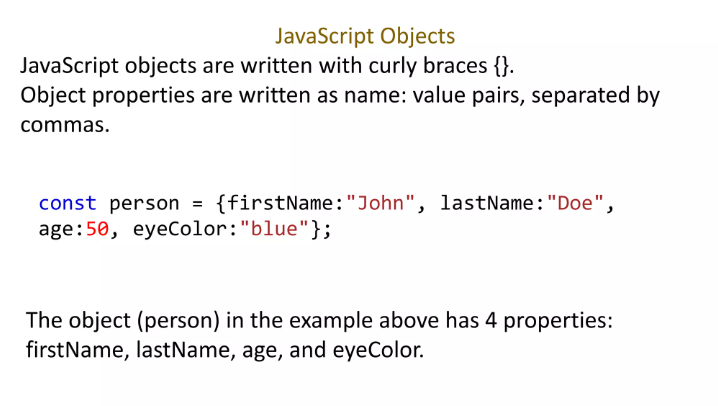 JavaScript Objects
JavaScript objects are written with curly braces {}.
Object properties are written as name: value pairs, separated by
commas.
const person = {firstName:"John", lastName:"Doe",
age:50, eyeColor:"blue"};
The object (person) in the example above has 4 properties:
firstName, lastName, age, and eyeColor.